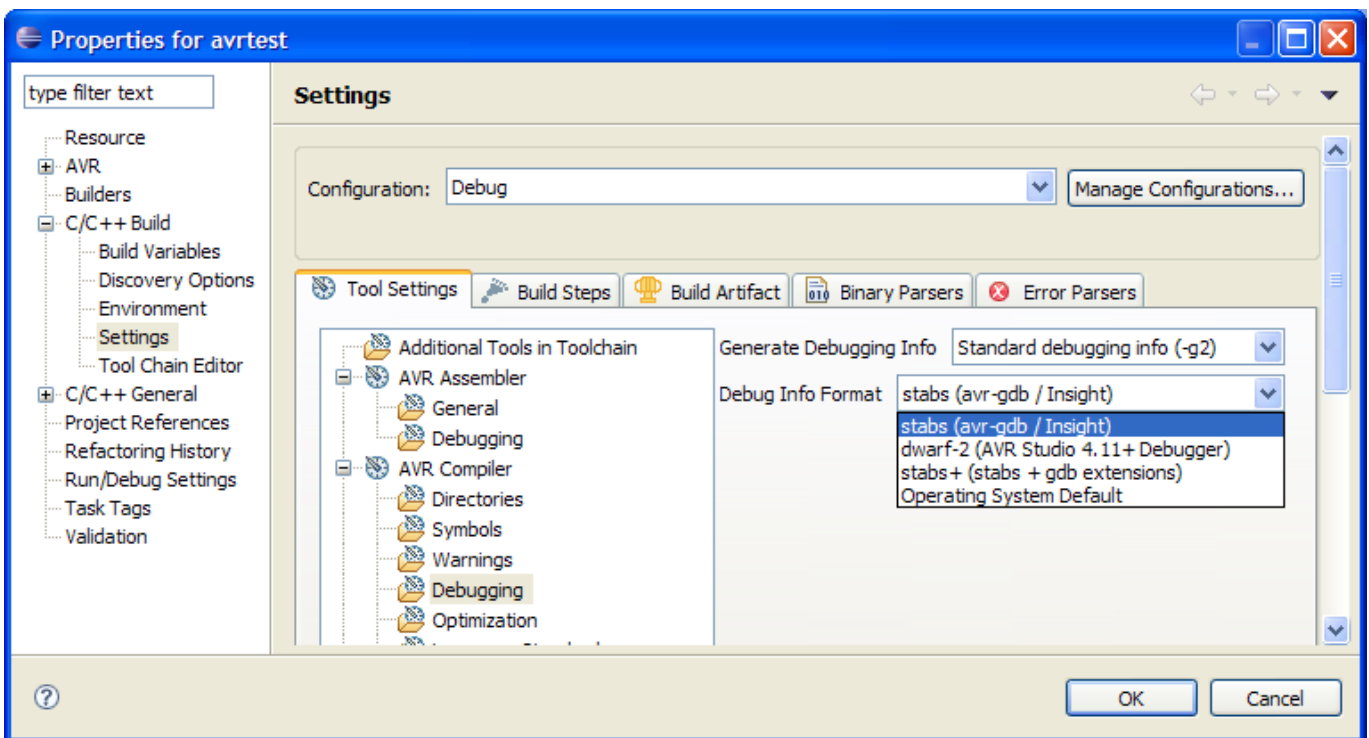 Properties for avrtest
type filter text
Settings
Resource
AVR
Builders
C/C++ Build
Build Variables
Discovery Options
Environment
Settings
Tool Chain Editor
C/C++ General
Project References
Refactoring History
Run/Debug Settings
Task Tags
Validation
Configuration: Debug Manage Configurations...
Tool Settings Build Steps Build Artifact Binary Parsers Error Parsers
Additional Tools in Toolchain
AVR Assembler
General
Debugging
AVR Compiler
Directories
Symbols
Warnings
Debugging
Optimization
Generate Debugging Info Standard debugging info (-g2)
Debug Info Format stabs (avr-gdb / Insight)
stabs (avr-gdb / Insight)
dwarf-2 (AVR Studio 4.11+ Debugger)
stabs+ (stabs + gdb extensions)
Operating System Default
OK Cancel